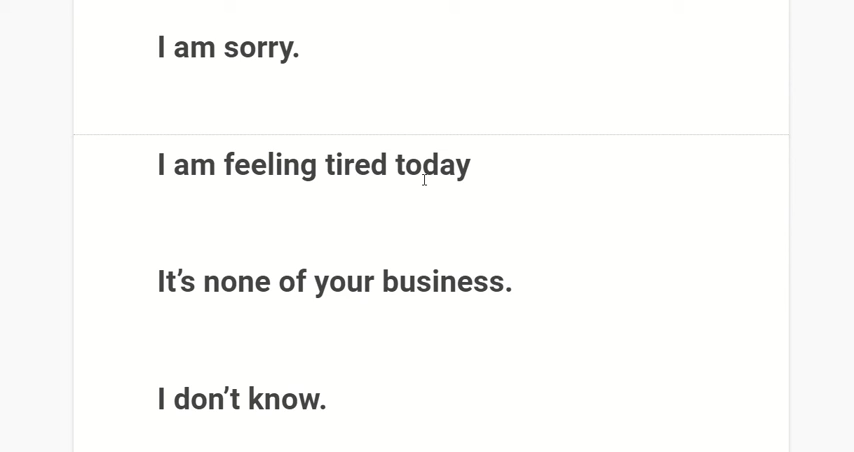 I am sorry.
I am feeling tired today
It’s none of your business.
I don’t know.